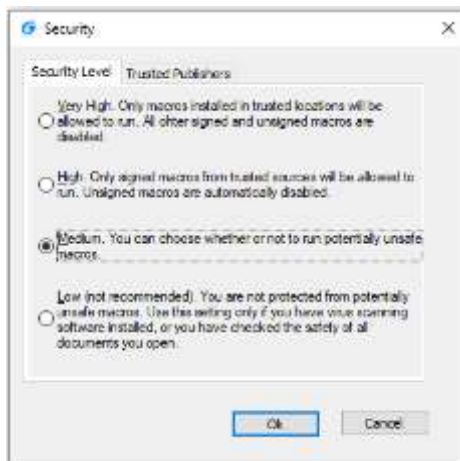 Security
Security Level Trusted Publishers
Very High. Only macros installed in trusted locations will be
allowed to run. All ohter signed and unsigned macros are
disabled.
High. Only signed macros from trusted sources will be allowed to
run. Unsigned macros are automatically disabled.
Medium. You can choose whether or not to run potentially unsafe
macros.
Low (not recommended). You are not protected from potentially
unsafe macros. Use this setting only if you have virus scanning
software installed, or you have checked the safety of all
documents you open.
Ok Cancel